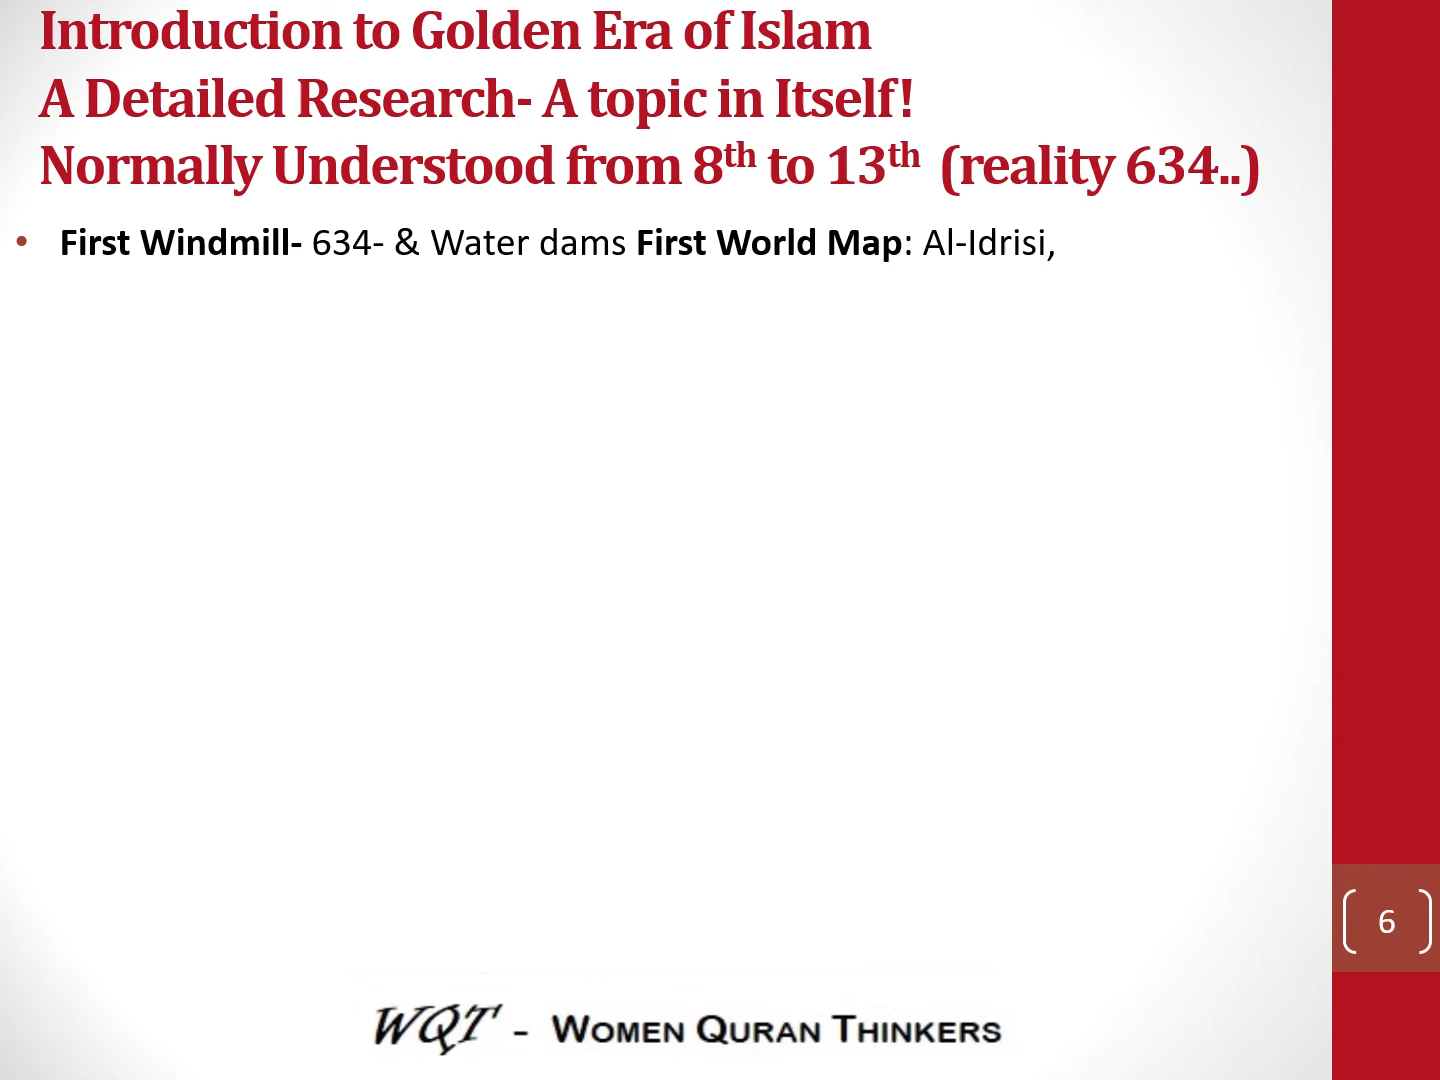 Introduction to Golden Era of Islam
A Detailed Research- A topic in Itself!
Normally Understood from 8th to 13th (reality 634..)
• First Windmill- 634- & Water dams First World Map: Al-Idrisi,
6
WQT - WOMEN QURAN THINKERS